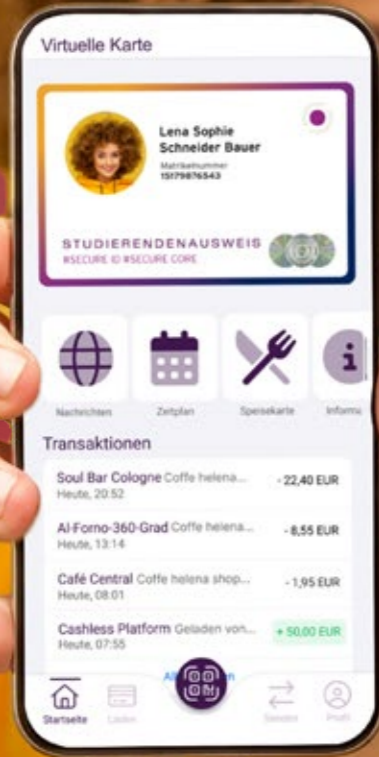 Virtuelle Karte
Lena Sophie
Schneider Bauer
Matrikelnummer
15179876543
STUDIERENDENAUSWEIS
#SECURE ID #SECURE CORE
Nachrichten
Zeitplan
Speisekarte
Informa
Transaktionen
Soul Bar Cologne Coffe helena... - 22,40 EUR
Heute, 20:52
Al-Forno-360-Grad Coffe helena... - 8,55 EUR
Heute, 13:14
Café Central Coffe helena shop... - 1,95 EUR
Heute, 08:01
Cashless Platform Geladen von... + 50,00 EUR
Heute, 07:55
Startseite
Laden
Senden
Profil